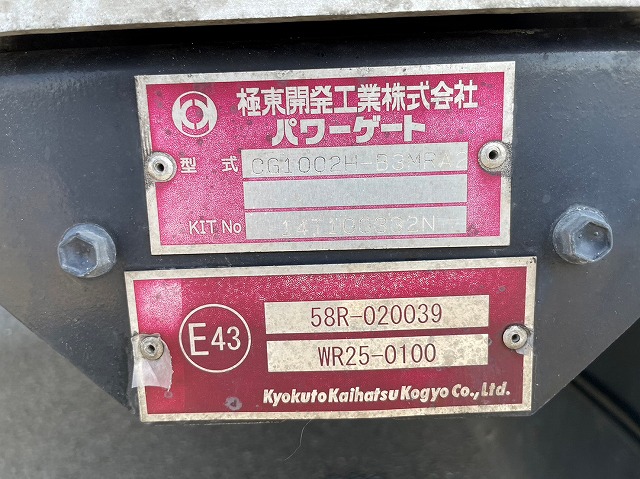 極東開発工業株式会社
パワーゲート
型式
KIT No
E43
58R-020039
WR25-0100
Kyokuto Kaihatsu Kogyo Co., Ltd.